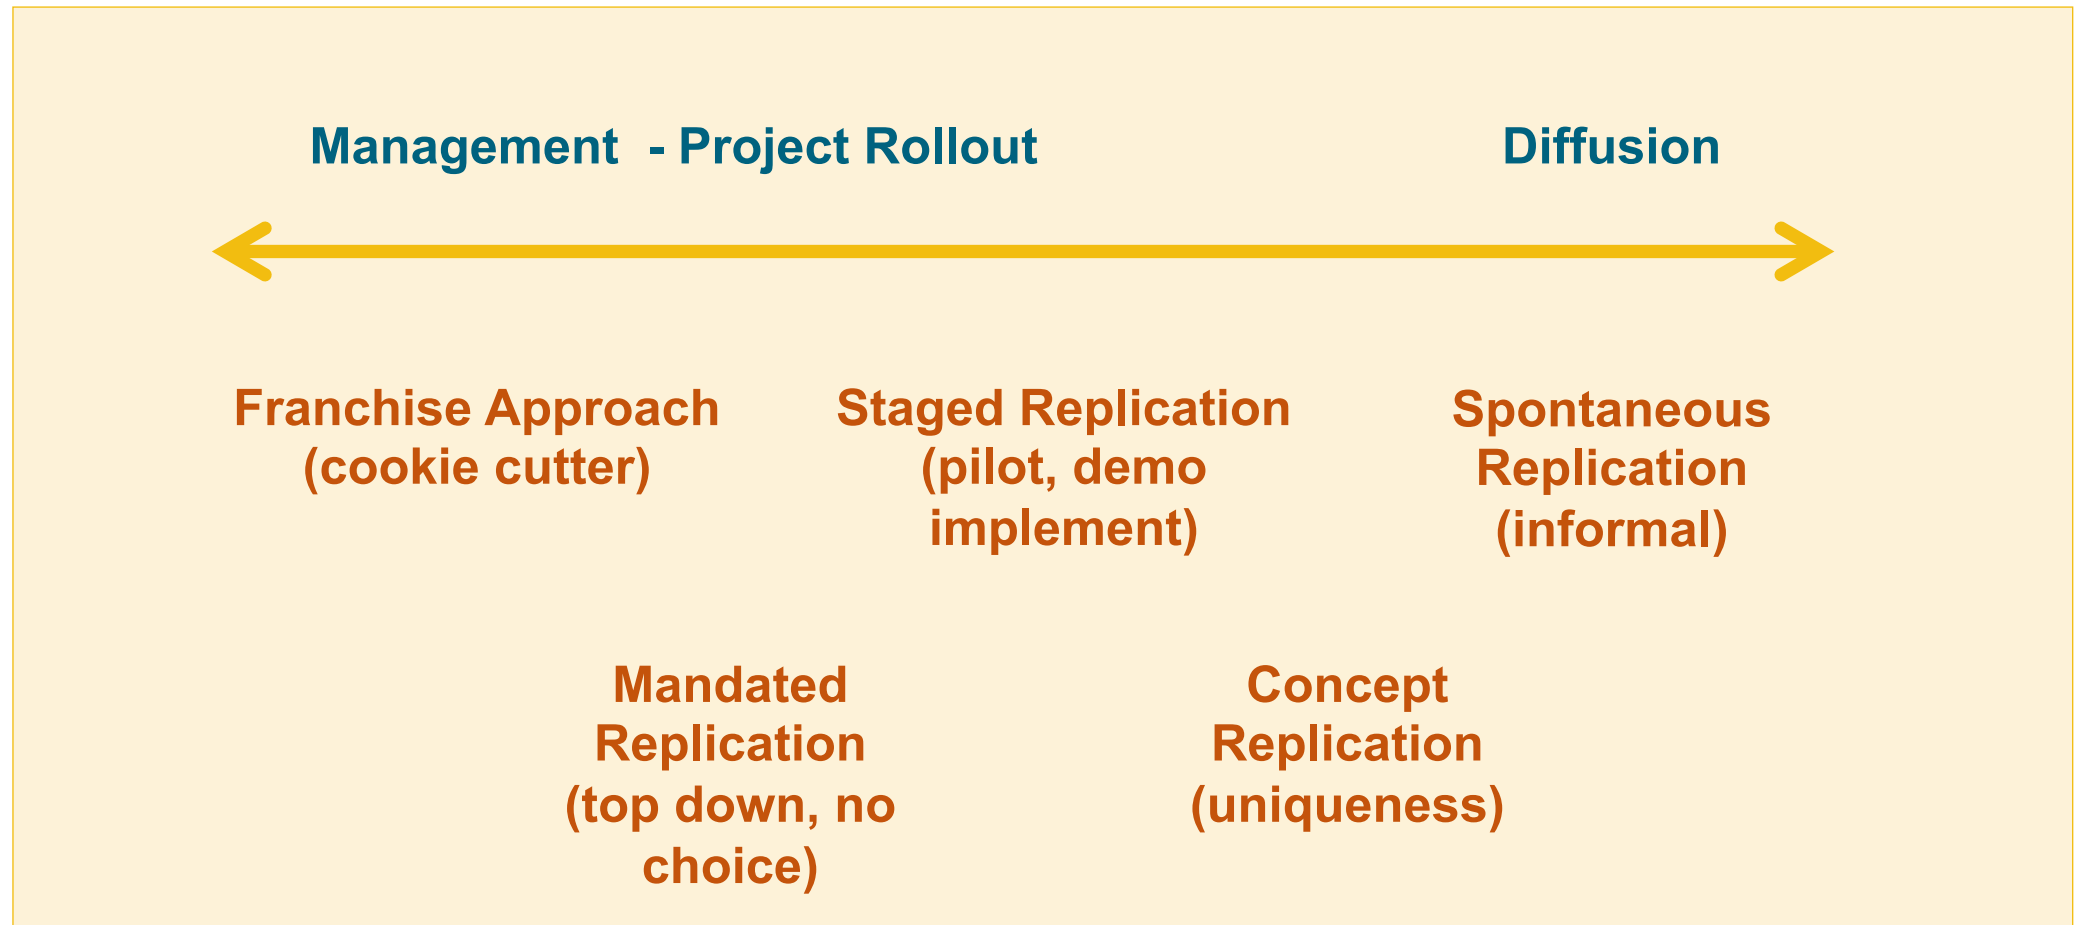 Management  - Project Rollout
Diffusion
Franchise Approach
(cookie cutter)
Staged Replication
(pilot, demo
implement)
Spontaneous
Replication
(informal)
Mandated
Replication
(top down, no
choice)
Concept
Replication
(uniqueness)